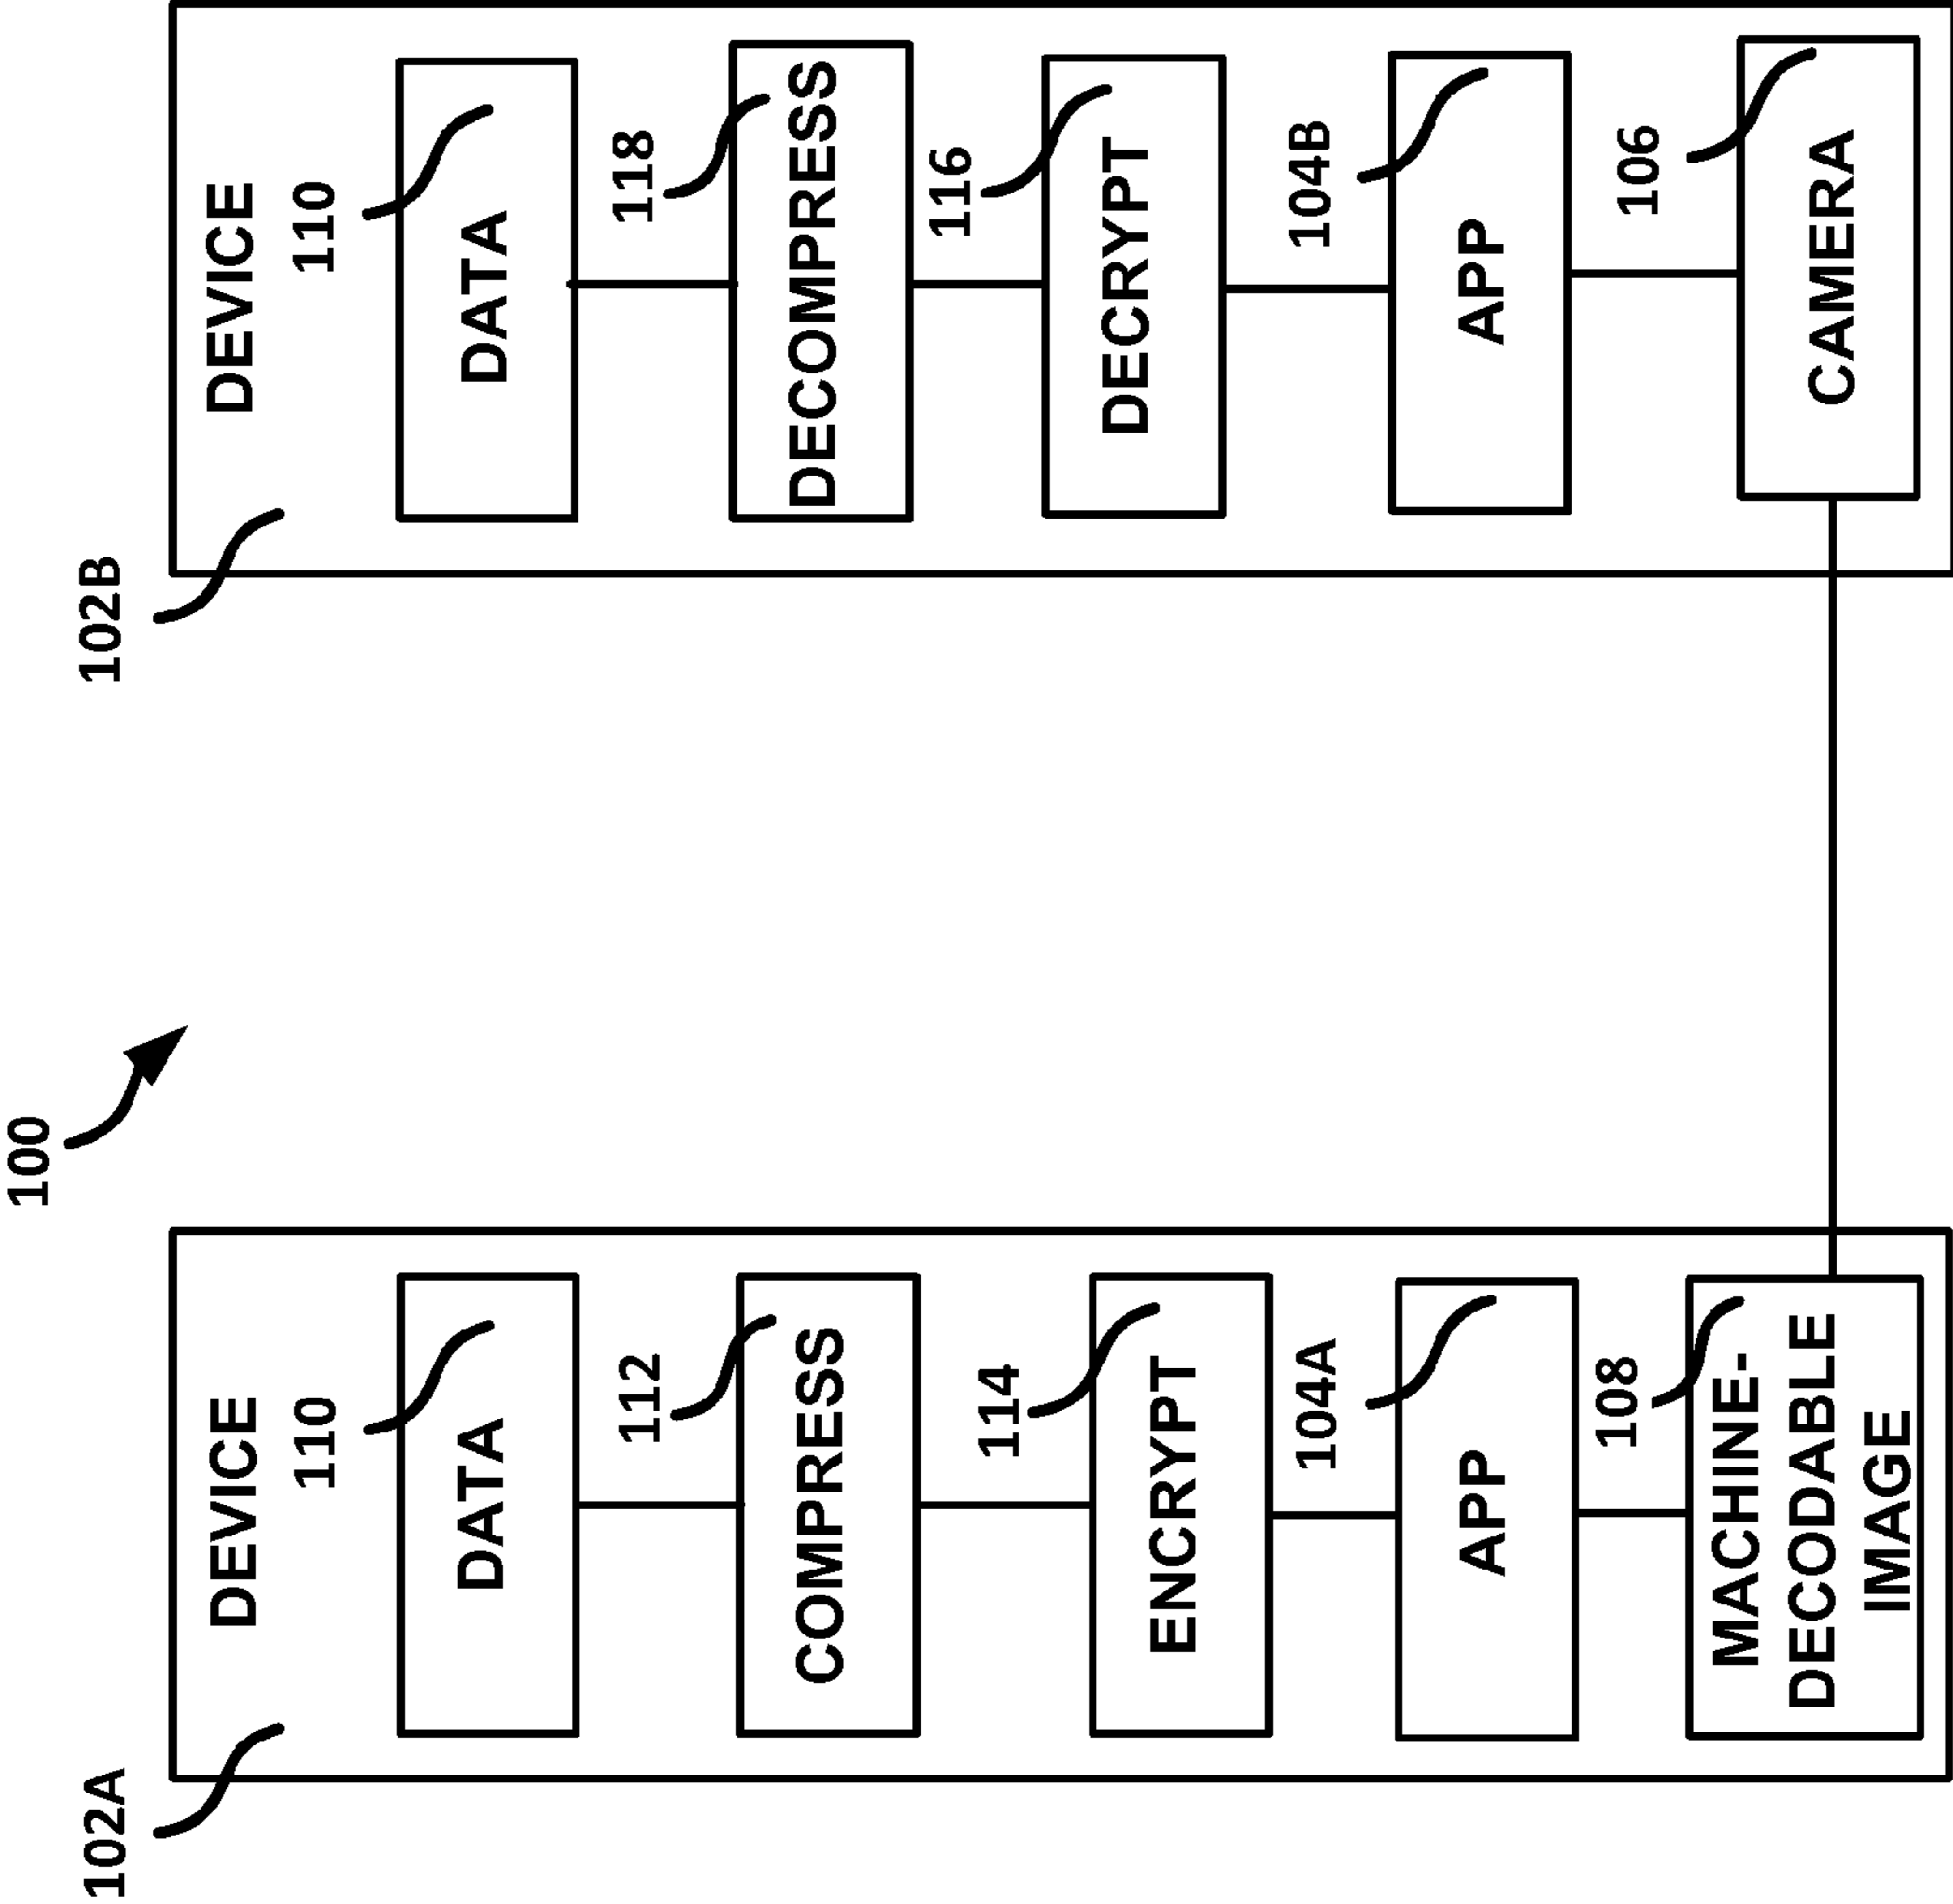 100
102A
DEVICE
110
DATA
112
COMPRESS
114
ENCRYPT
104A
APP
108
MACHINE-
DECODABLE
IMAGE
102B
DEVICE
110
DATA
118
DECOMPRESS
116
DECRYPT
104B
APP
106
CAMERA